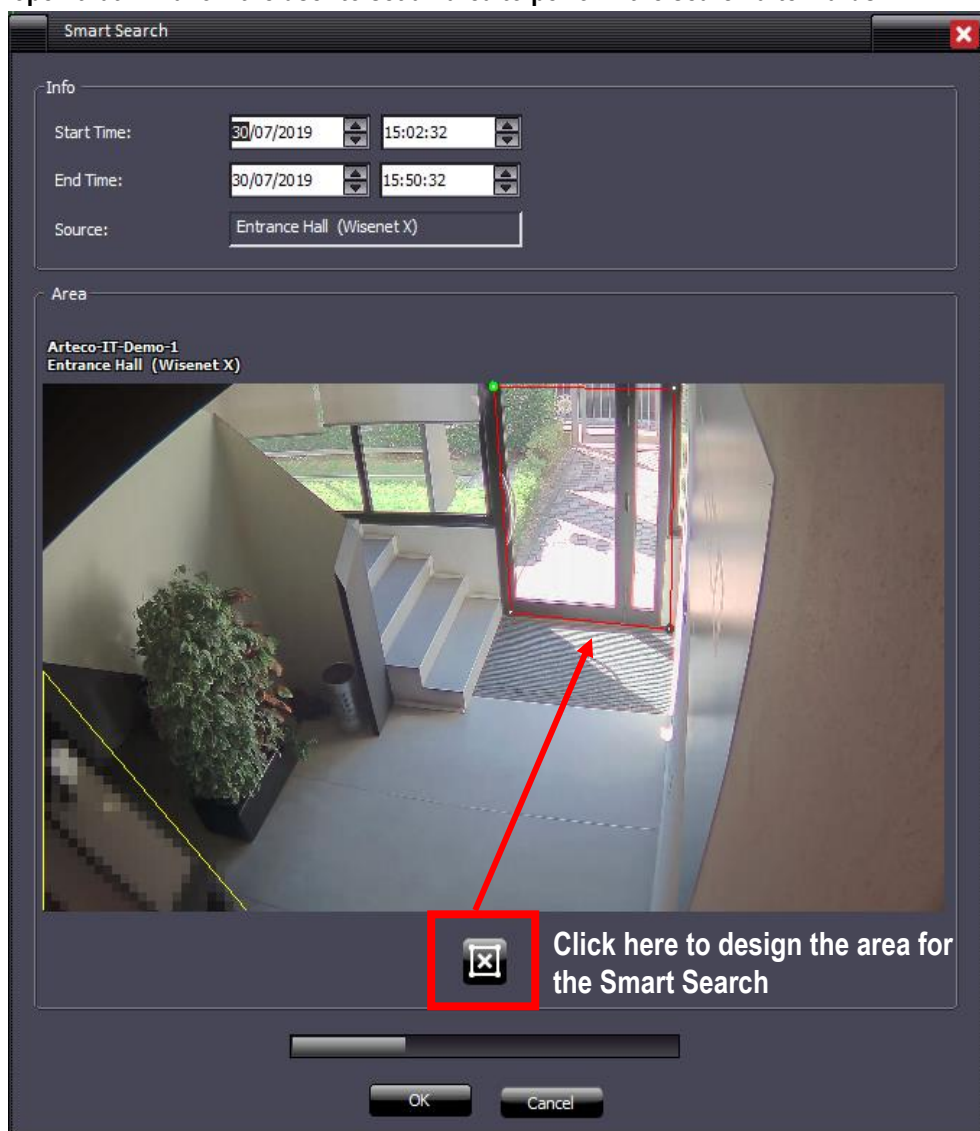 Smart Search
Info
Start Time: 30/07/2019 15:02:32
End Time: 30/07/2019 15:50:32
Source: Entrance Hall (Wisenet X)
Area
Arteco-IT-Demo-1
Entrance Hall (Wisenet X)
Click here to design the area for
the Smart Search
OK Cancel